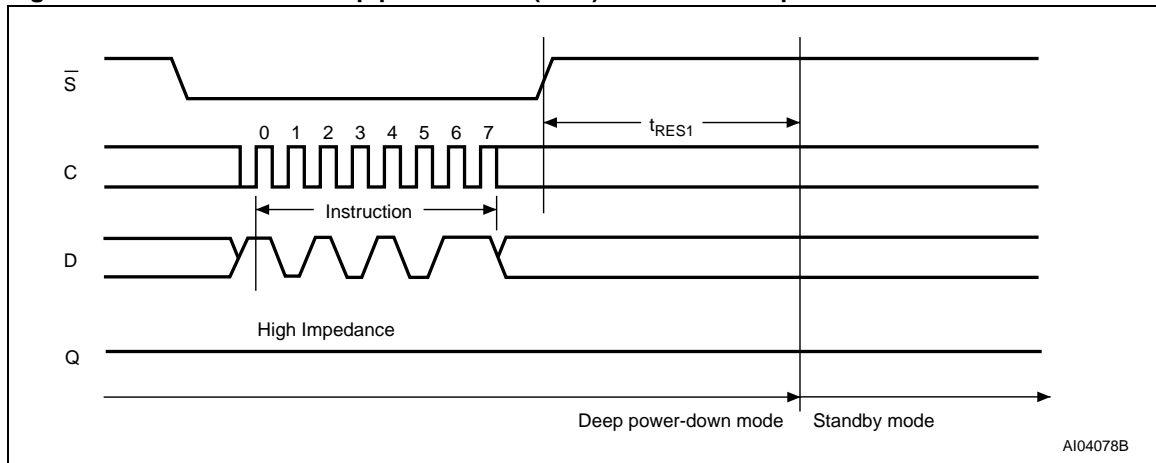 S̅
0 1 2 3 4 5 6 7
tRES1
C
Instruction
D
High Impedance
Q
Deep power-down mode Standby mode
AI04078B